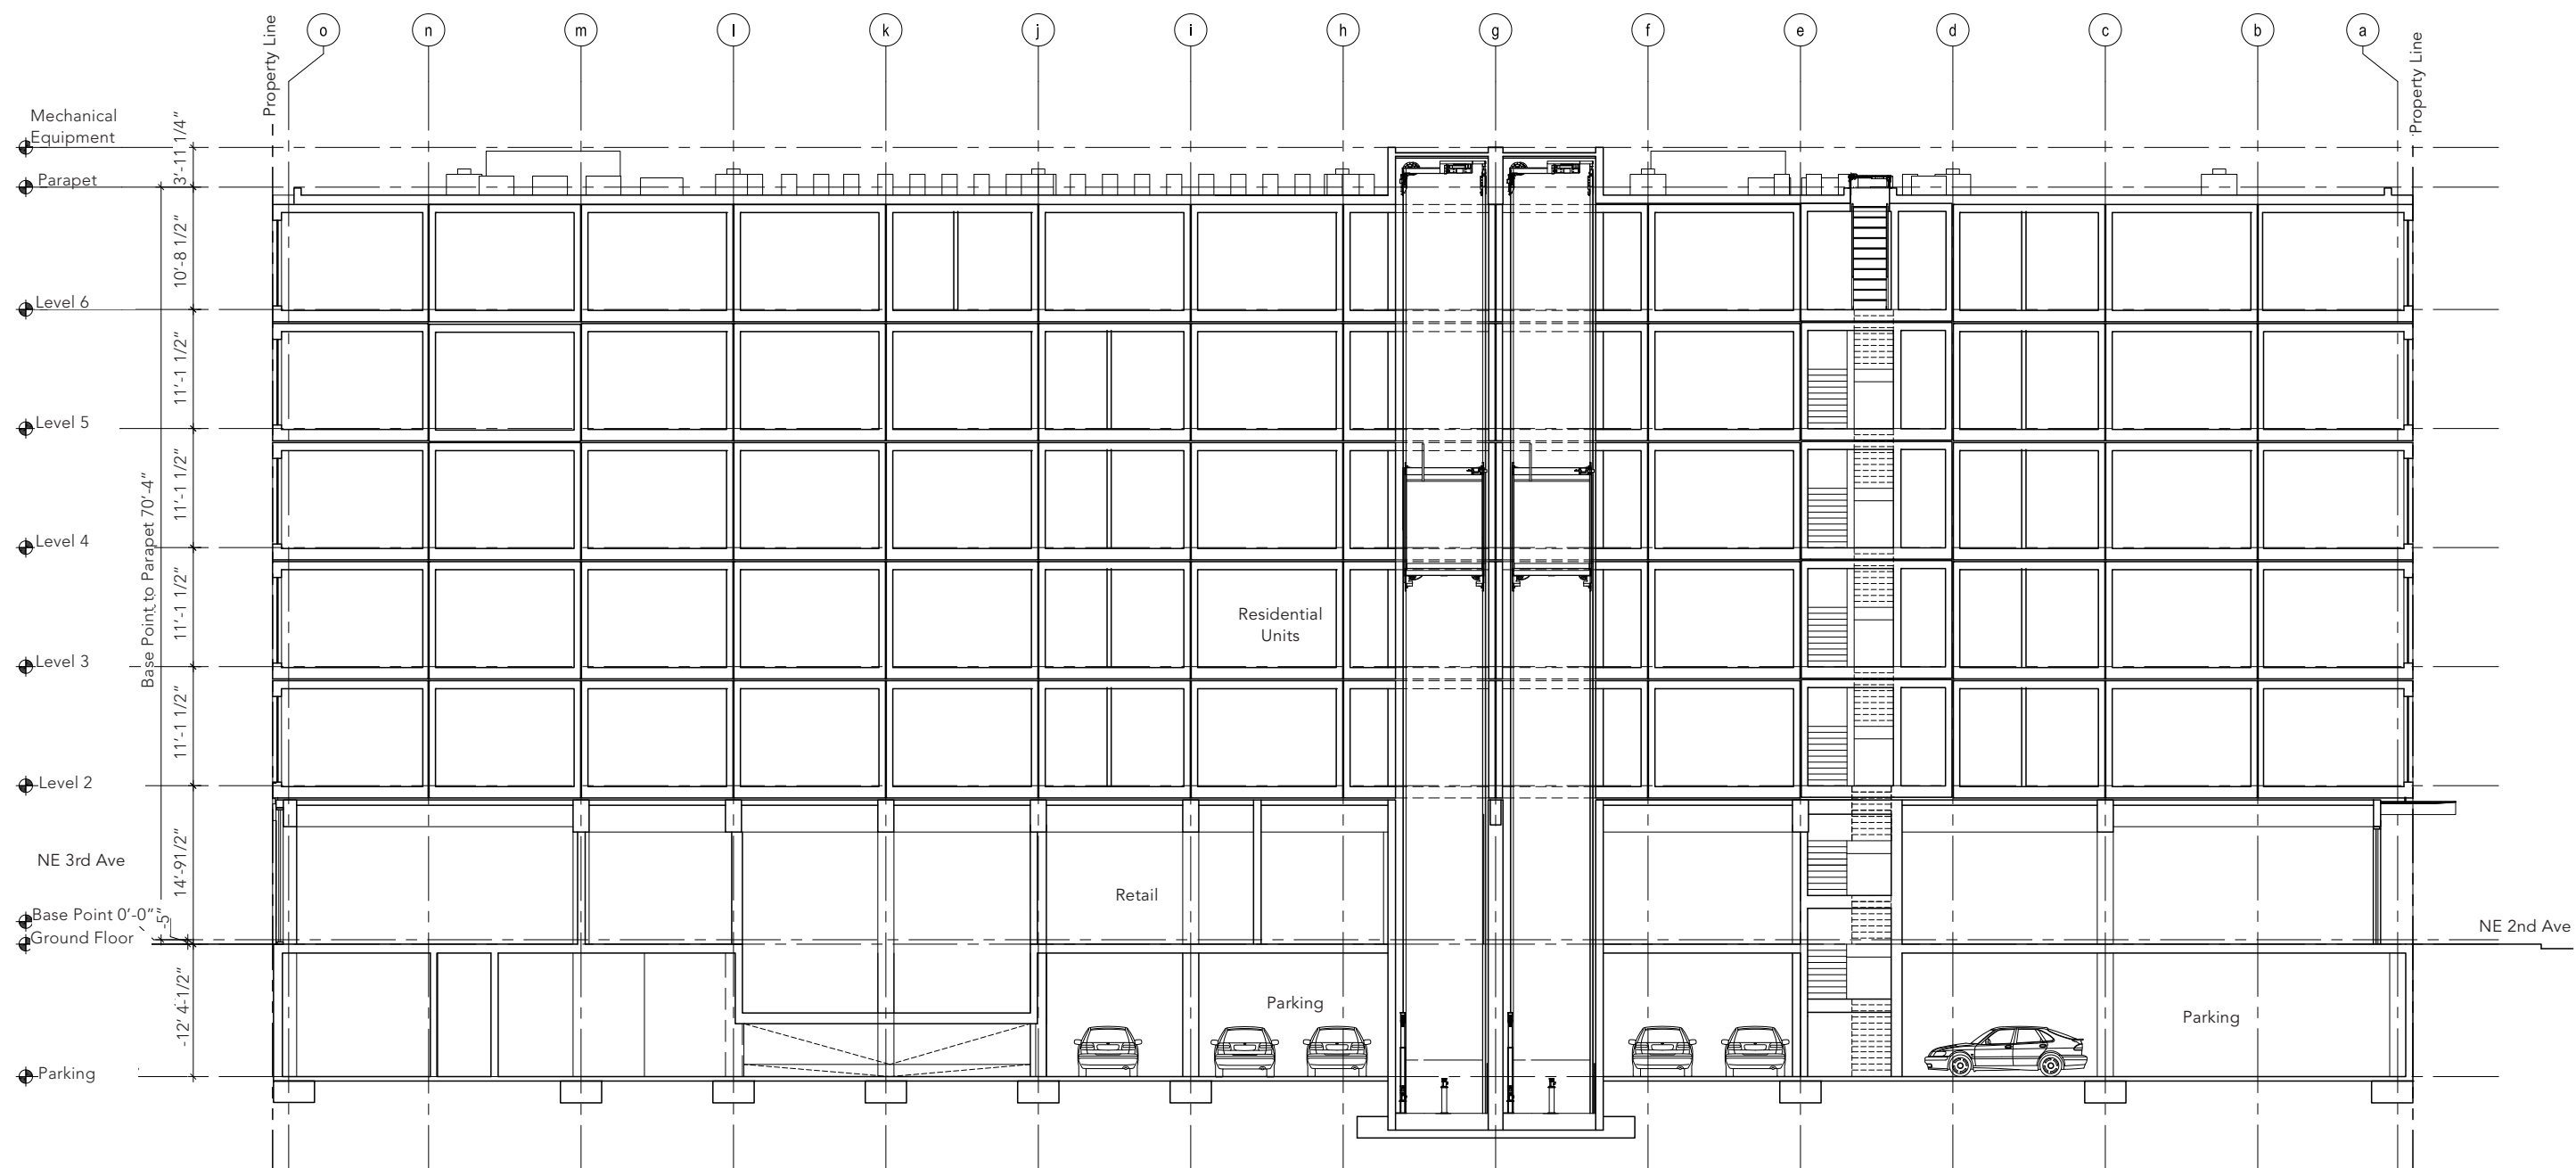 Property Line
o
n
m
l
k
j
i
h
g
f
e
d
c
b
a
Property Line
Mechanical
Equipment
3'-11 1/4"
Parapet
10'-8 1/2"
Level 6
11'-1 1/2"
Level 5
11'-1 1/2"
Level 4
Base Point to Parapet 70'-4"
11'-1 1/2"
Residential
Units
Level 3
11'-1 1/2"
Level 2
14'-91/2"
NE 3rd Ave
Retail
Base Point 0'-0"
-5"
Ground Floor
NE 2nd Ave
-12' 4-1/2"
Parking
Parking
Parking